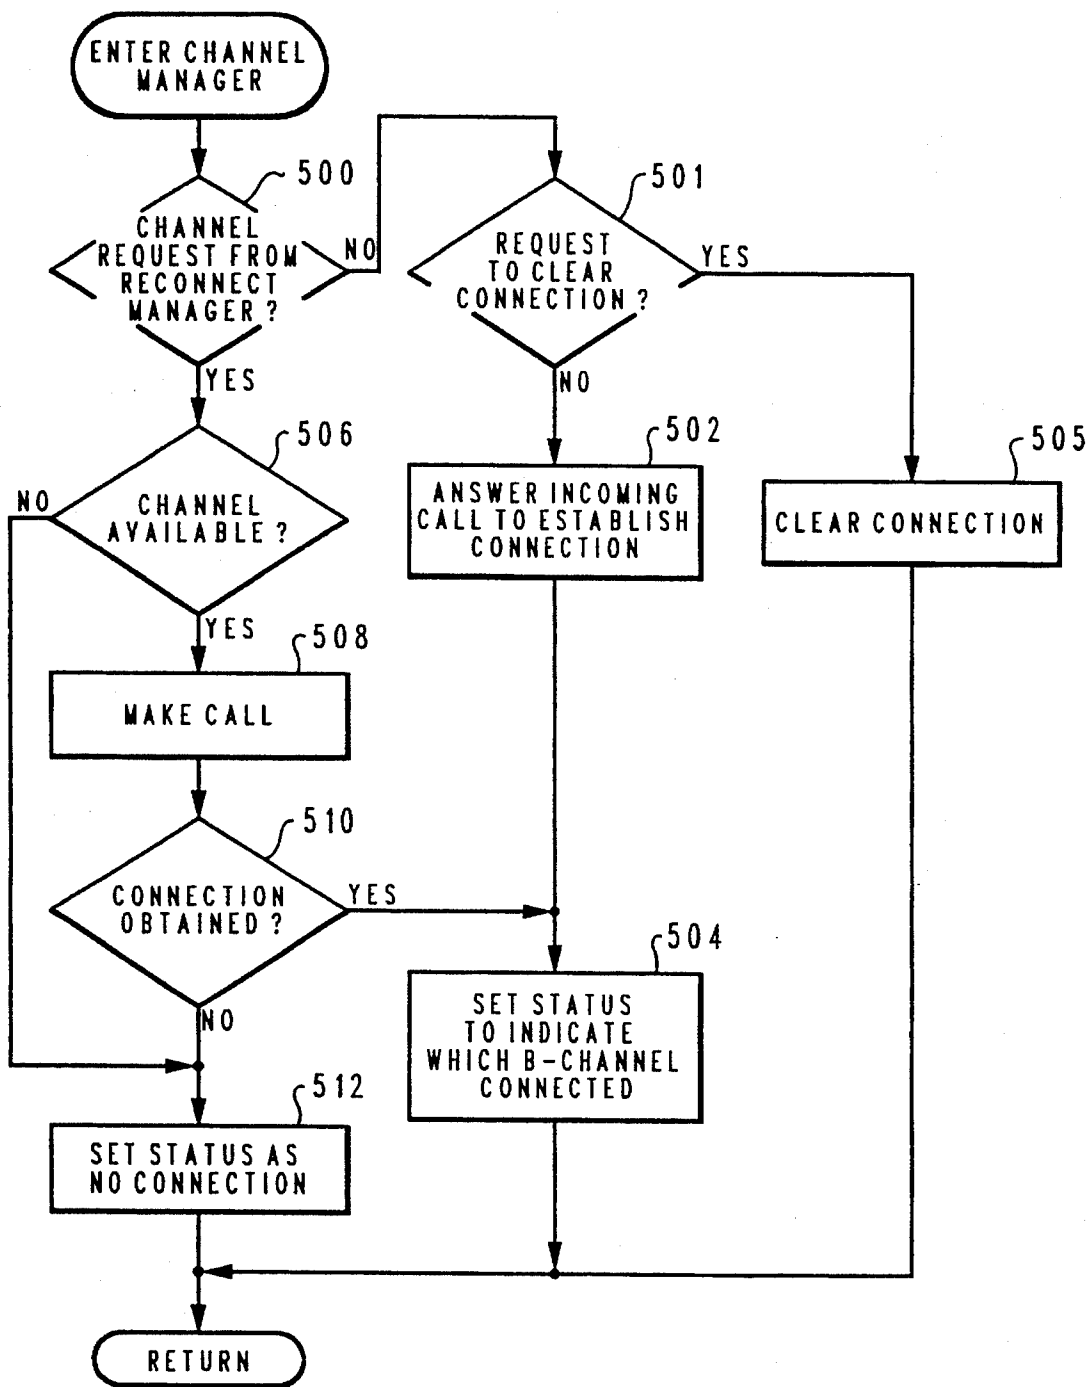 ENTER CHANNEL
MANAGER
500
CHANNEL
REQUEST FROM
RECONNECT
MANAGER ?
NO
YES
501
REQUEST
TO CLEAR
CONNECTION ?
YES
NO
506
CHANNEL
AVAILABLE ?
NO
YES
502
ANSWER INCOMING
CALL TO ESTABLISH
CONNECTION
505
CLEAR CONNECTION
508
MAKE CALL
510
CONNECTION
OBTAINED ?
YES
NO
504
SET STATUS
TO INDICATE
WHICH B-CHANNEL
CONNECTED
512
SET STATUS AS
NO CONNECTION
RETURN